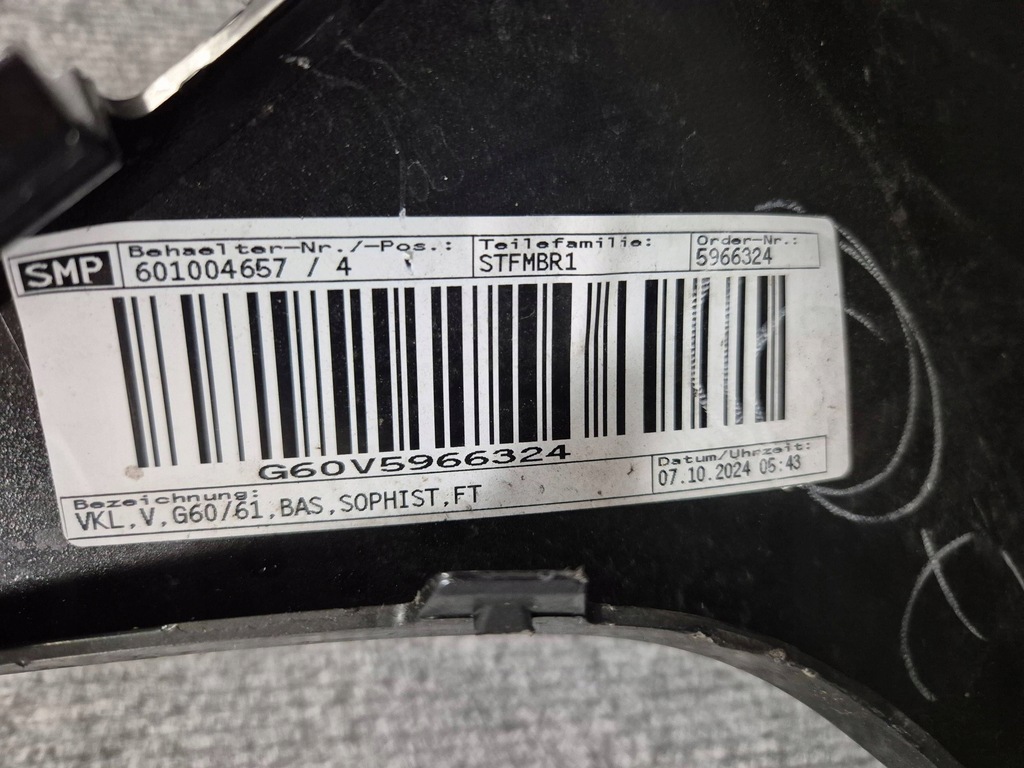 SMP
Behaelter-Nr./-Pos.:
601004657 / 4
Teilefamilie:
STFMBR1
Order-Nr.:
5966324
G60V5966324
Datum/Uhrzeit:
07.10.2024 05:43
Bezeichnung:
VKL,V,G60/61,BAS,SOPHIST,FT